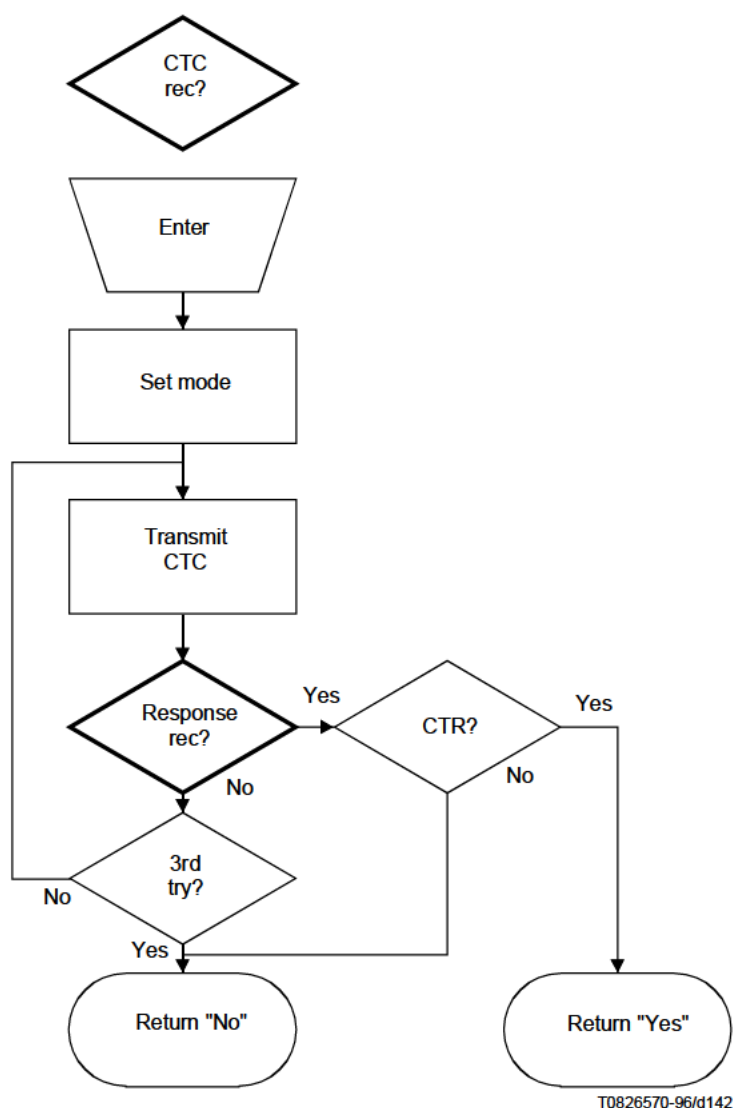 CTC
rec?
Enter
Set mode
Transmit
CTC
Response
rec?
Yes
CTR?
Yes
No
No
3rd
try?
No
Yes
Return "No"
Return "Yes"
T0826570-96/d142